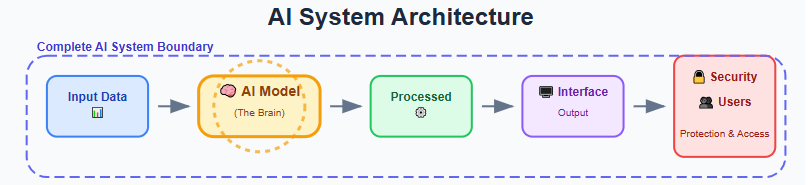 AI System Architecture
Complete AI System Boundary
Input Data
AI Model
(The Brain)
Processed
Interface
Output
Security
Users
Protection & Access